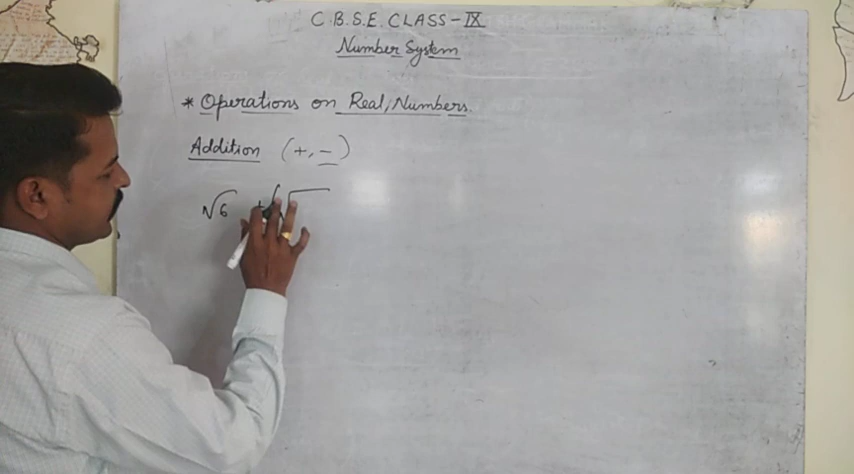 C.B.S.E. CLASS-IX
Number System
* Operations on Real, Numbers.
Addition (+, -)
√6 + √